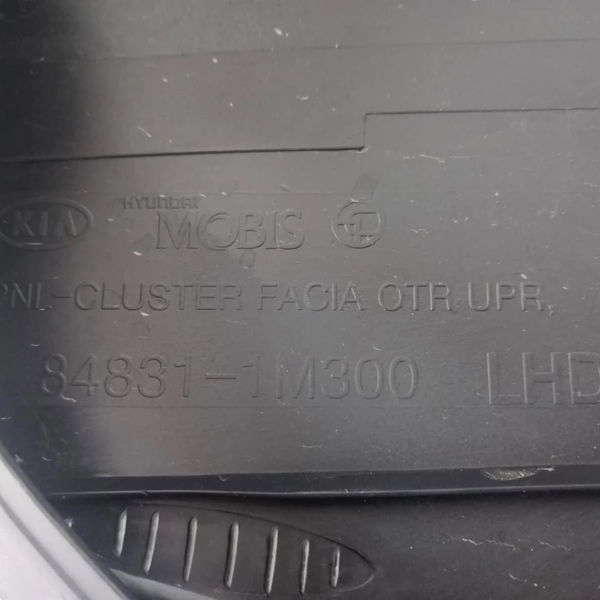 KIA HYUNDAI MOBIS
PNL-CLUSTER FACIA OTR UPR,
84831-1M300 LHD